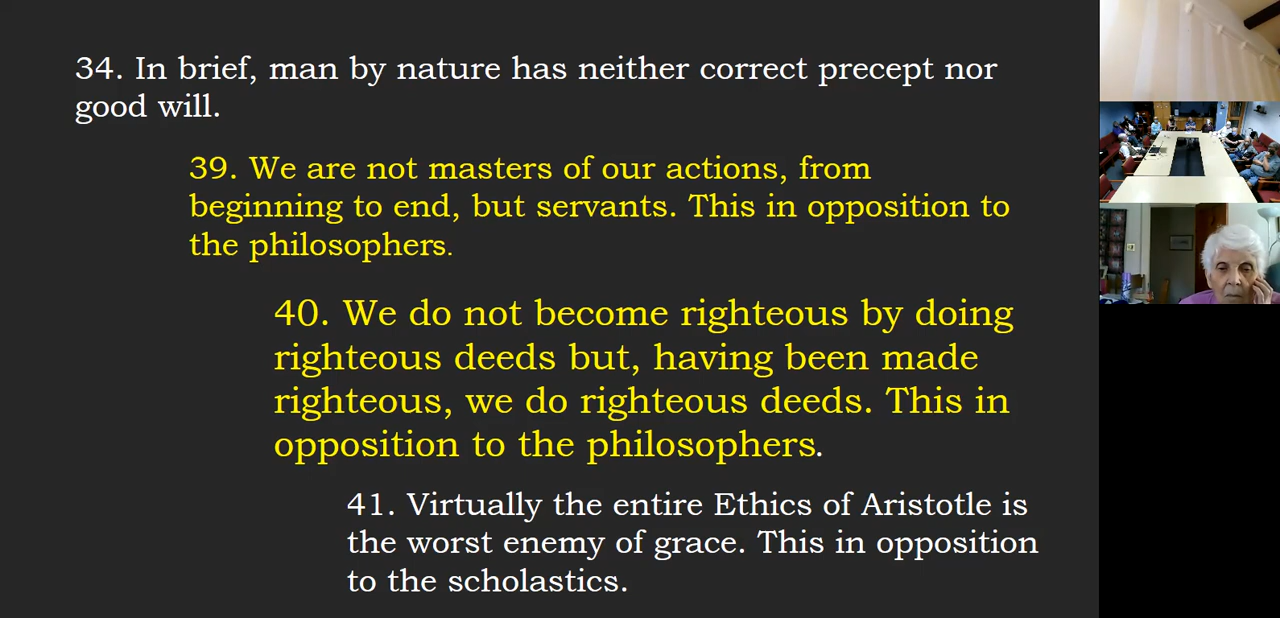 34. In brief, man by nature has neither correct precept nor
good will.
39. We are not masters of our actions, from
beginning to end, but servants. This in opposition to
the philosophers.
40. We do not become righteous by doing
righteous deeds but, having been made
righteous, we do righteous deeds. This in
opposition to the philosophers.
41. Virtually the entire Ethics of Aristotle is
the worst enemy of grace. This in opposition
to the scholastics.